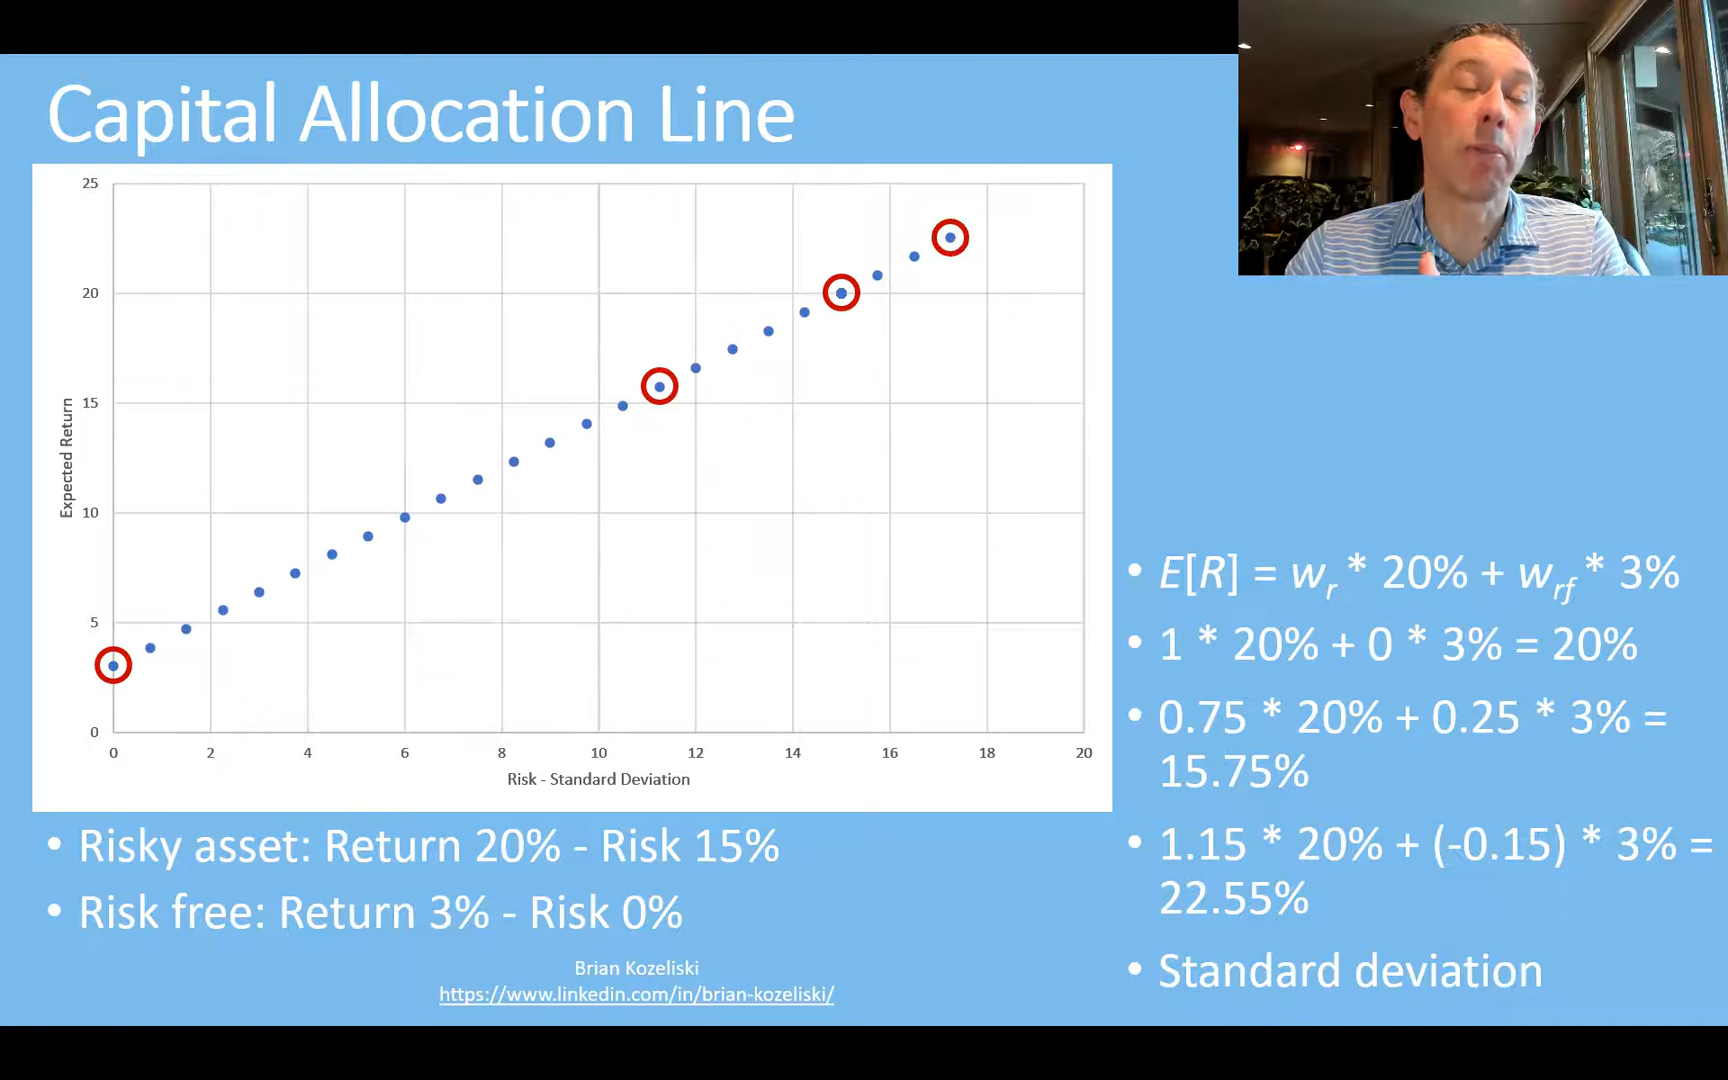 Capital Allocation Line
25
20
15
10
5
0
Expected Return
0 2 4 6 8 10 12 14 16 18 20
Risk - Standard Deviation
• Risky asset: Return 20% - Risk 15%
• Risk free: Return 3% - Risk 0%
Brian Kozeliski
https://www.linkedin.com/in/brian-kozeliski/
• E[R] = wr * 20% + wrf * 3%
• 1 * 20% + 0 * 3% = 20%
• 0.75 * 20% + 0.25 * 3% =
15.75%
• 1.15 * 20% + (-0.15) * 3% =
22.55%
• Standard deviation